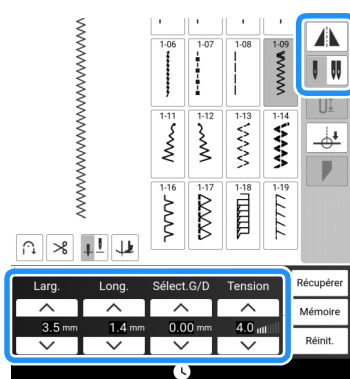 1-06 1-07 1-08 1-09
1-11 1-12 1-13 1-14
1-16 1-17 1-18 1-19
Larg. Long. Sélect.G/D Tension
3.5 mm 1.4 mm 0.00 mm 4.0
Récupérer
Mémoire
Réinit.